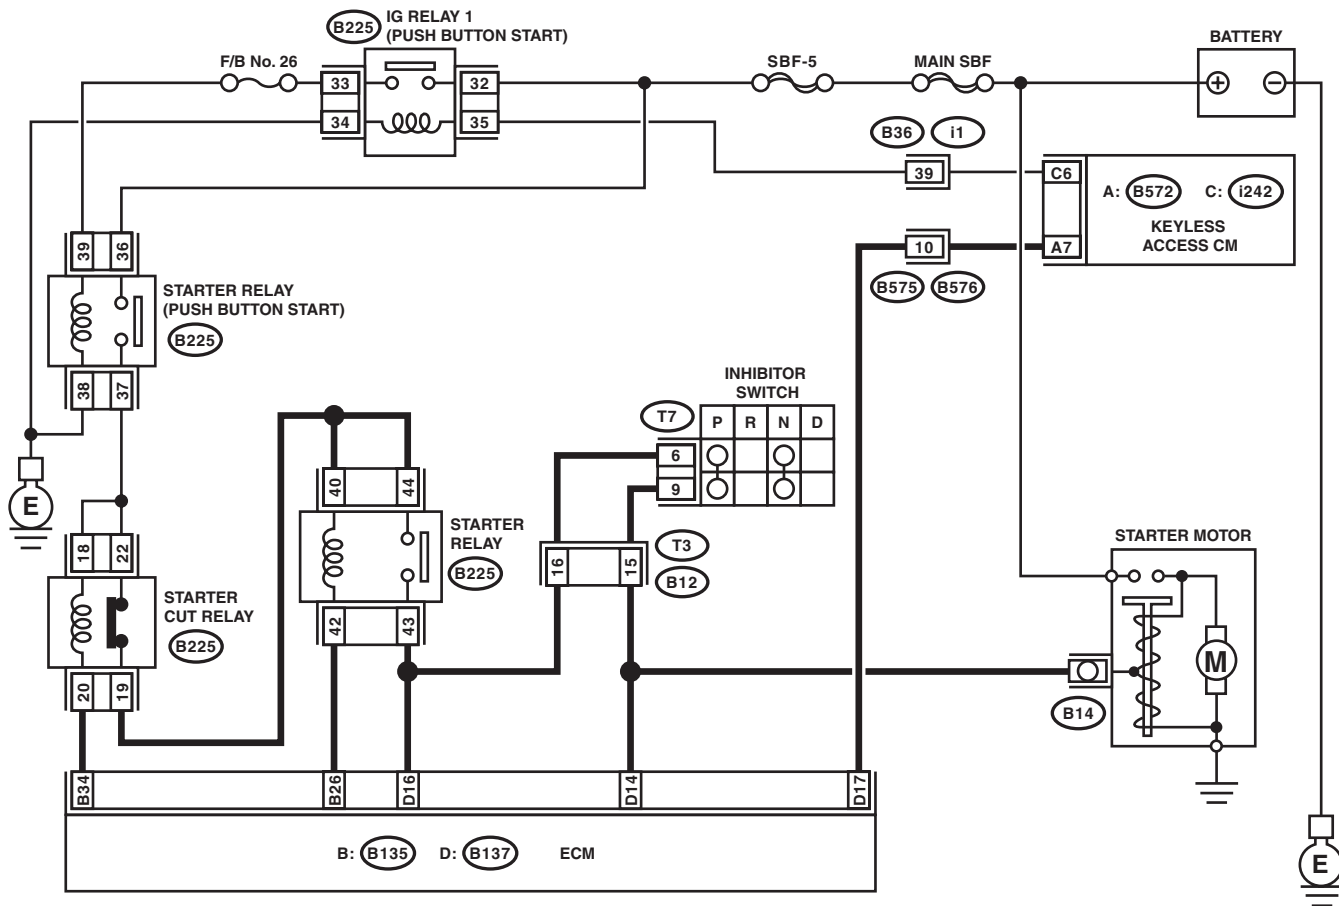 IG RELAY 1
B225
(PUSH BUTTON START)
BATTERY
F/B No. 26
SBF-5
MAIN SBF
33
32
34
35
+
−
B36
i1
39
C6
A: B572 C: i242
KEYLESS
ACCESS CM
10
A7
B575
B576
39
36
STARTER RELAY
(PUSH BUTTON START)
B225
38
37
INHIBITOR
SWITCH
T7
P R N D
6
9
E
40
44
STARTER
RELAY
B225
42
43
16
15
T3
B12
18
22
STARTER
CUT RELAY
B225
20
19
STARTER MOTOR
M
B14
B34
B26
D16
D14
D17
B: B135 D: B137 ECM
E